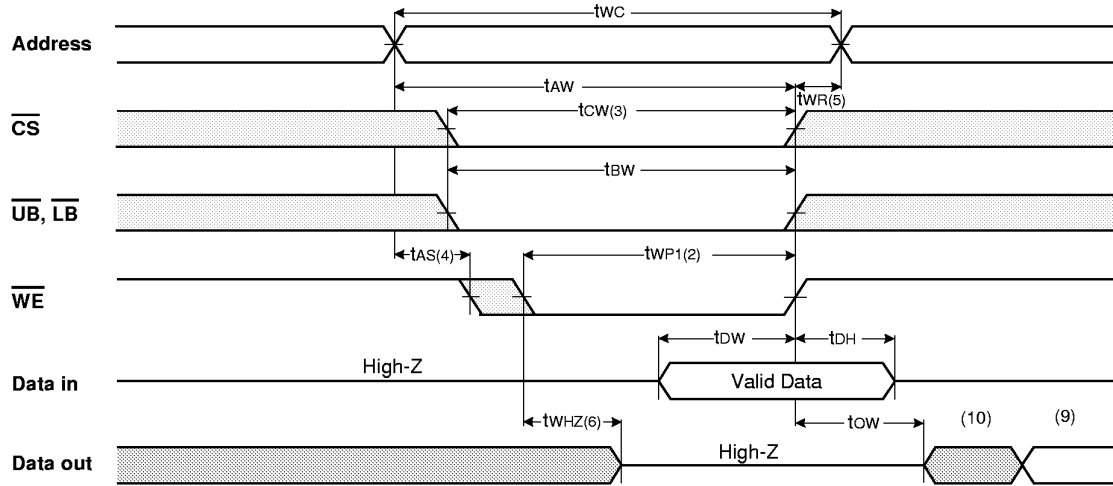 tWC
Address
tAW
tWR(5)
CS
tCW(3)
tBW
UB, LB
tAS(4)
tWP1(2)
WE
tDW
tDH
High-Z
Data in
Valid Data
tWHZ(6)
tOW
(10)
(9)
High-Z
Data out